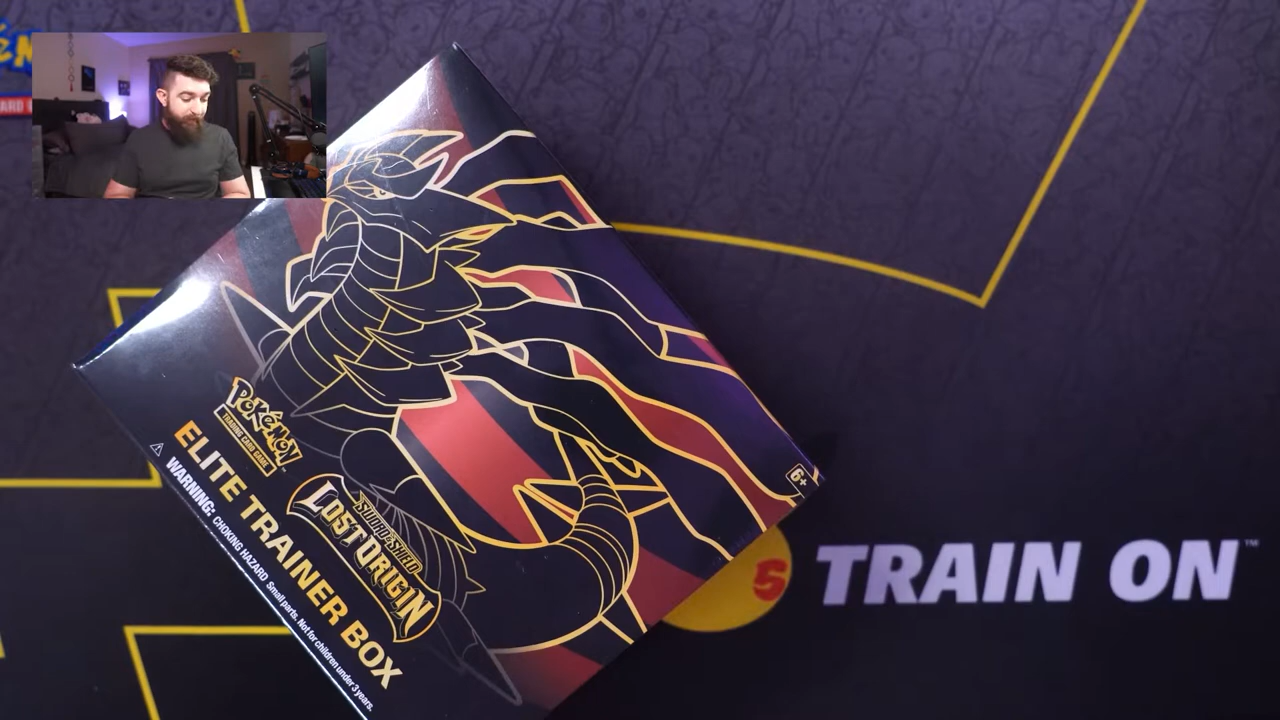 Pokémon
TRADING CARD GAME
ELITE TRAINER BOX
WARNING: CHOKING HAZARD Small parts. Not for children under 3 years.
SWORD & SHIELD
LOST ORIGIN
6+
TRAIN ON™